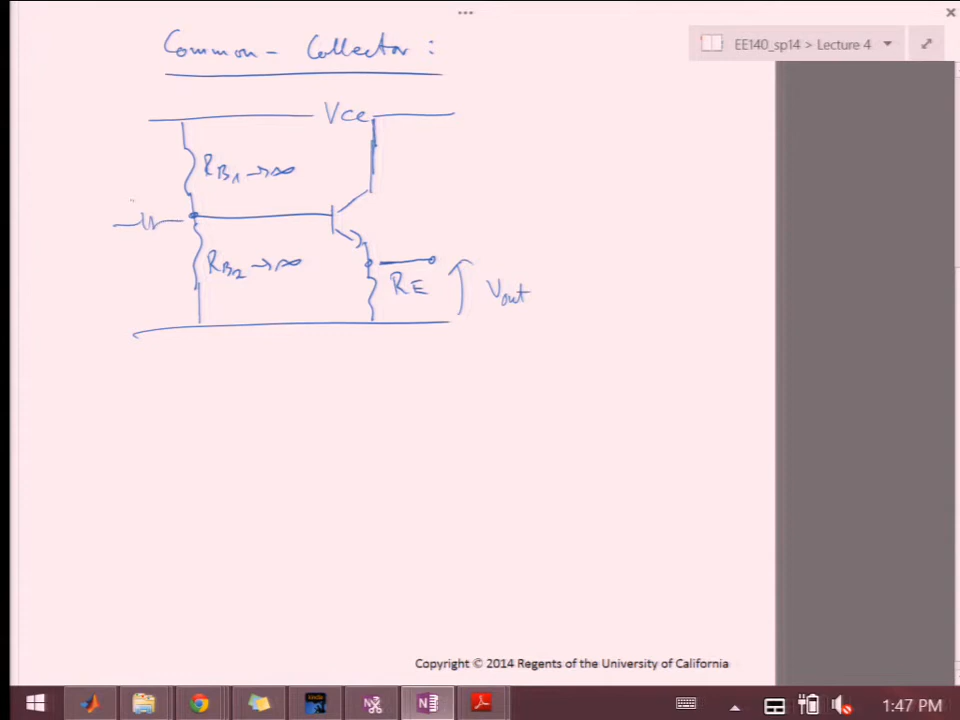 EE140_sp14 > Lecture 4
Common - Collector :
Vcc
RB1 → ∞
RB2 → ∞
RE
Vout
Copyright © 2014 Regents of the University of California
1:47 PM